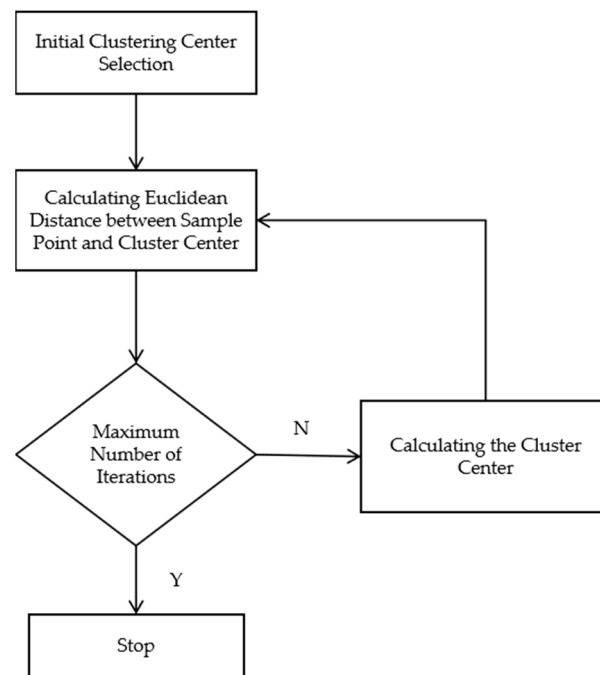 Initial Clustering Center
Selection
Calculating Euclidean
Distance between Sample
Point and Cluster Center
Maximum
Number of
Iterations
N
Calculating the Cluster
Center
Y
Stop